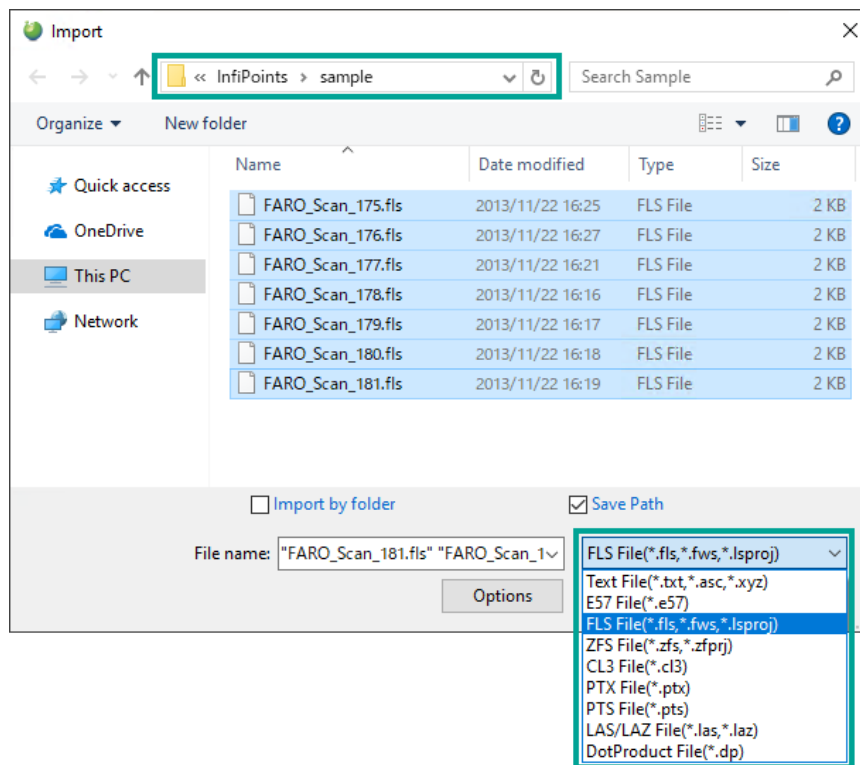 Import
« InfiPoints › sample
Search Sample
Organize
New folder
Name Date modified Type Size
Quick access
OneDrive
This PC
Network
FARO_Scan_175.fls 2013/11/22 16:25 FLS File 2 KB
FARO_Scan_176.fls 2013/11/22 16:27 FLS File 2 KB
FARO_Scan_177.fls 2013/11/22 16:21 FLS File 2 KB
FARO_Scan_178.fls 2013/11/22 16:16 FLS File 2 KB
FARO_Scan_179.fls 2013/11/22 16:17 FLS File 2 KB
FARO_Scan_180.fls 2013/11/22 16:18 FLS File 2 KB
FARO_Scan_181.fls 2013/11/22 16:19 FLS File 2 KB
Import by folder
Save Path
File name: "FARO_Scan_181.fls" "FARO_Scan_1
FLS File(*.fls,*.fws,*.lsproj)
Options
Text File(*.txt,*.asc,*.xyz)
E57 File(*.e57)
FLS File(*.fls,*.fws,*.lsproj)
ZFS File(*.zfs,*.zfprj)
CL3 File(*.cl3)
PTX File(*.ptx)
PTS File(*.pts)
LAS/LAZ File(*.las,*.laz)
DotProduct File(*.dp)